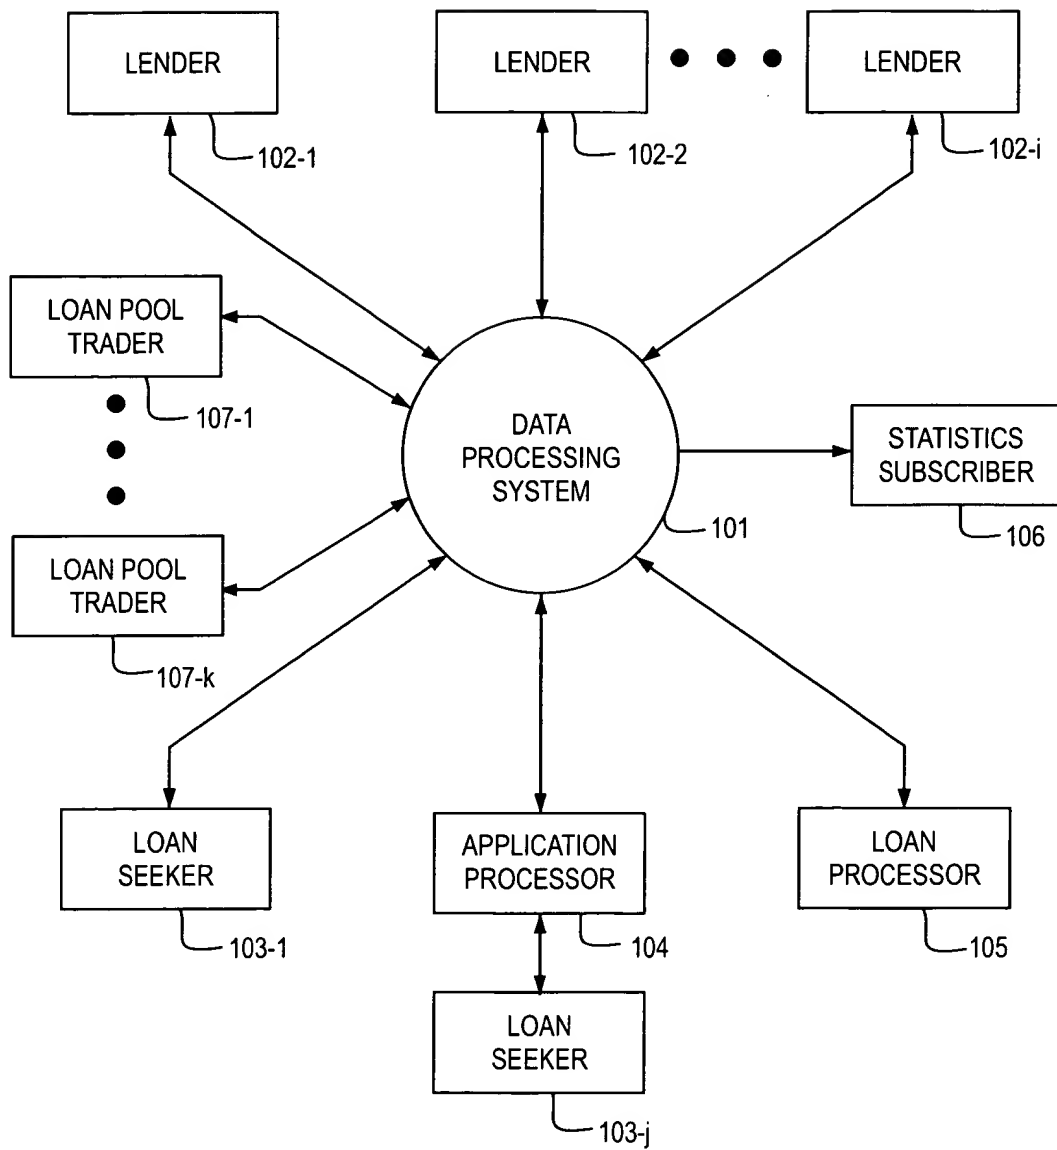 LENDER
102-1
LENDER
102-2
LENDER
102-i
LOAN POOL
TRADER
107-1
DATA
PROCESSING
SYSTEM
101
STATISTICS
SUBSCRIBER
106
LOAN POOL
TRADER
107-k
LOAN
SEEKER
103-1
APPLICATION
PROCESSOR
104
LOAN
PROCESSOR
105
LOAN
SEEKER
103-j